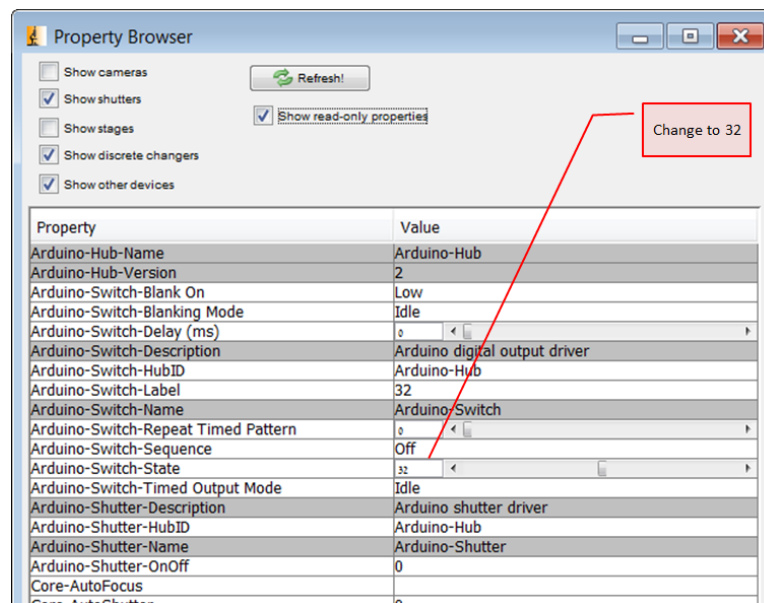 Property Browser
Show cameras
Refresh!
Show shutters
Show read-only properties
Show stages
Show discrete changers
Show other devices
Change to 32
Property Value
Arduino-Hub-Name Arduino-Hub
Arduino-Hub-Version 2
Arduino-Switch-Blank On Low
Arduino-Switch-Blanking Mode Idle
Arduino-Switch-Delay (ms) 0
Arduino-Switch-Description Arduino digital output driver
Arduino-Switch-HubID Arduino-Hub
Arduino-Switch-Label 32
Arduino-Switch-Name Arduino-Switch
Arduino-Switch-Repeat Timed Pattern 0
Arduino-Switch-Sequence Off
Arduino-Switch-State 32
Arduino-Switch-Timed Output Mode Idle
Arduino-Shutter-Description Arduino shutter driver
Arduino-Shutter-HubID Arduino-Hub
Arduino-Shutter-Name Arduino-Shutter
Arduino-Shutter-OnOff 0
Core-AutoFocus
Core-AutoShutter 0